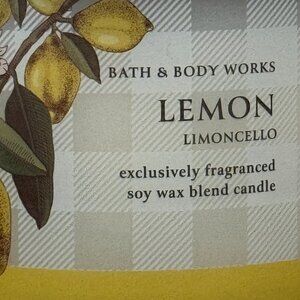 BATH & BODY WORKS
LEMON
LIMONCELLO
exclusively fragranced
soy wax blend candle